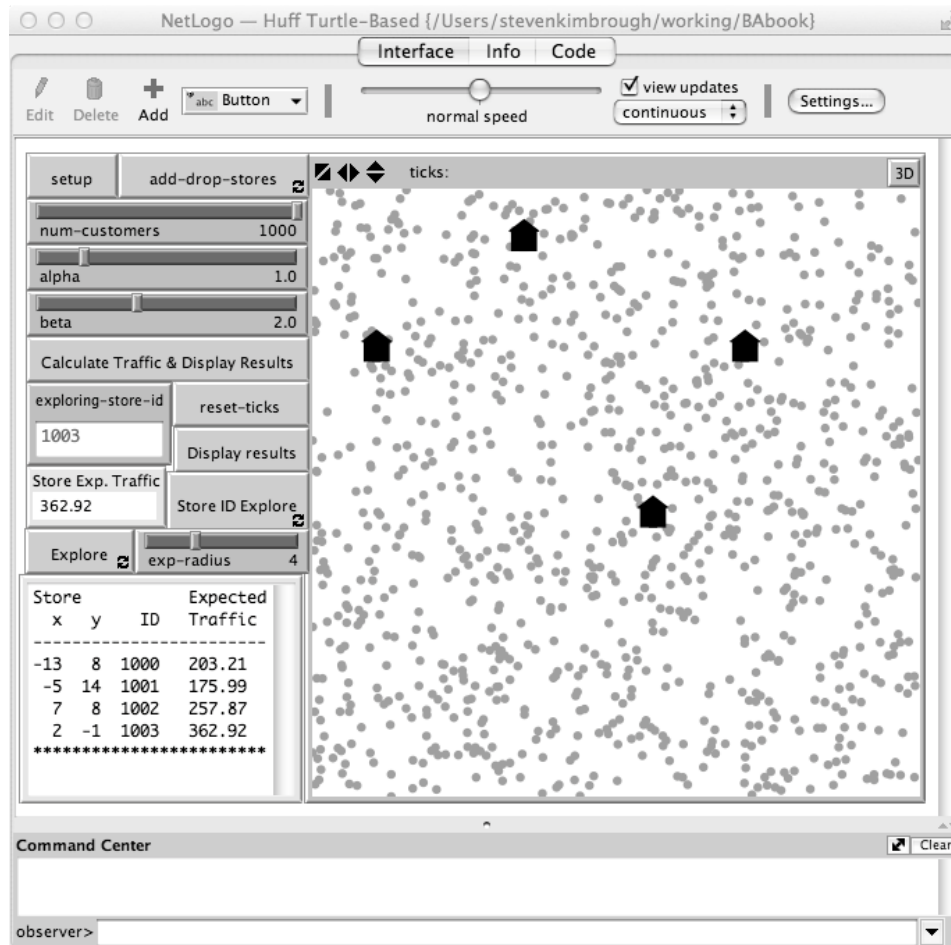 NetLogo — Huff Turtle-Based {/Users/stevenkimbrough/working/BAbook}
Interface Info Code
Edit Delete Add abc Button normal speed view updates continuous Settings...
setup add-drop-stores
ticks: 3D
num-customers 1000
alpha 1.0
beta 2.0
Calculate Traffic & Display Results
exploring-store-id
1003
reset-ticks
Display results
Store Exp. Traffic
362.92
Store ID Explore
Explore exp-radius 4
Store Expected
x y ID Traffic
------------------------
-13 8 1000 203.21
-5 14 1001 175.99
7 8 1002 257.87
2 -1 1003 362.92
************************
Command Center Clear
observer>